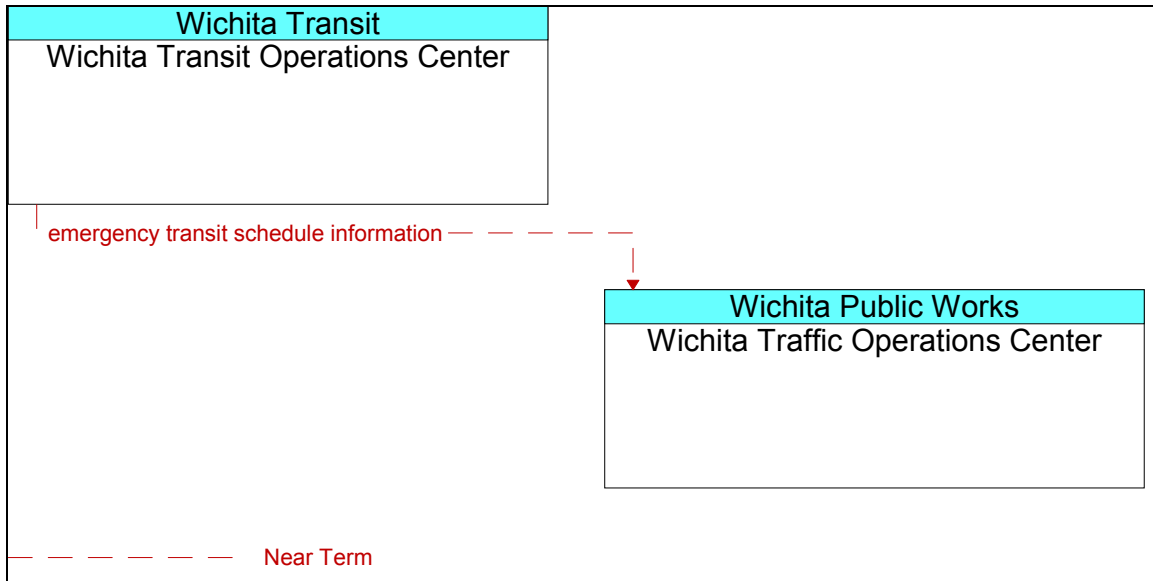 Wichita Transit
Wichita Transit Operations Center
emergency transit schedule information
Wichita Public Works
Wichita Traffic Operations Center
Near Term